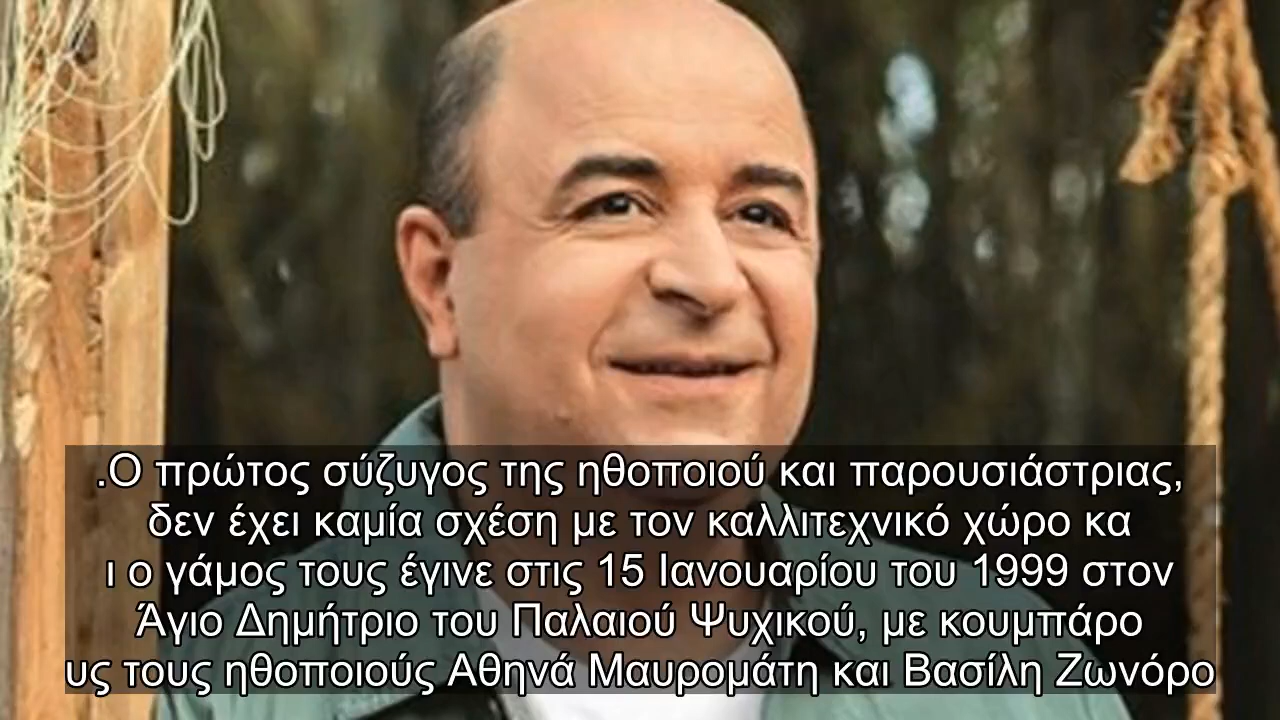 .Ο πρώτος σύζυγος της ηθοποιού και παρουσιάστριας,
δεν έχει καμία σχέση με τον καλλιτεχνικό χώρο κα
ι ο γάμος τους έγινε στις 15 Ιανουαρίου του 1999 στον
Άγιο Δημήτριο του Παλαιού Ψυχικού, με κουμπάρο
υς τους ηθοποιούς Αθηνά Μαυρομάτη και Βασίλη Ζωνόρο